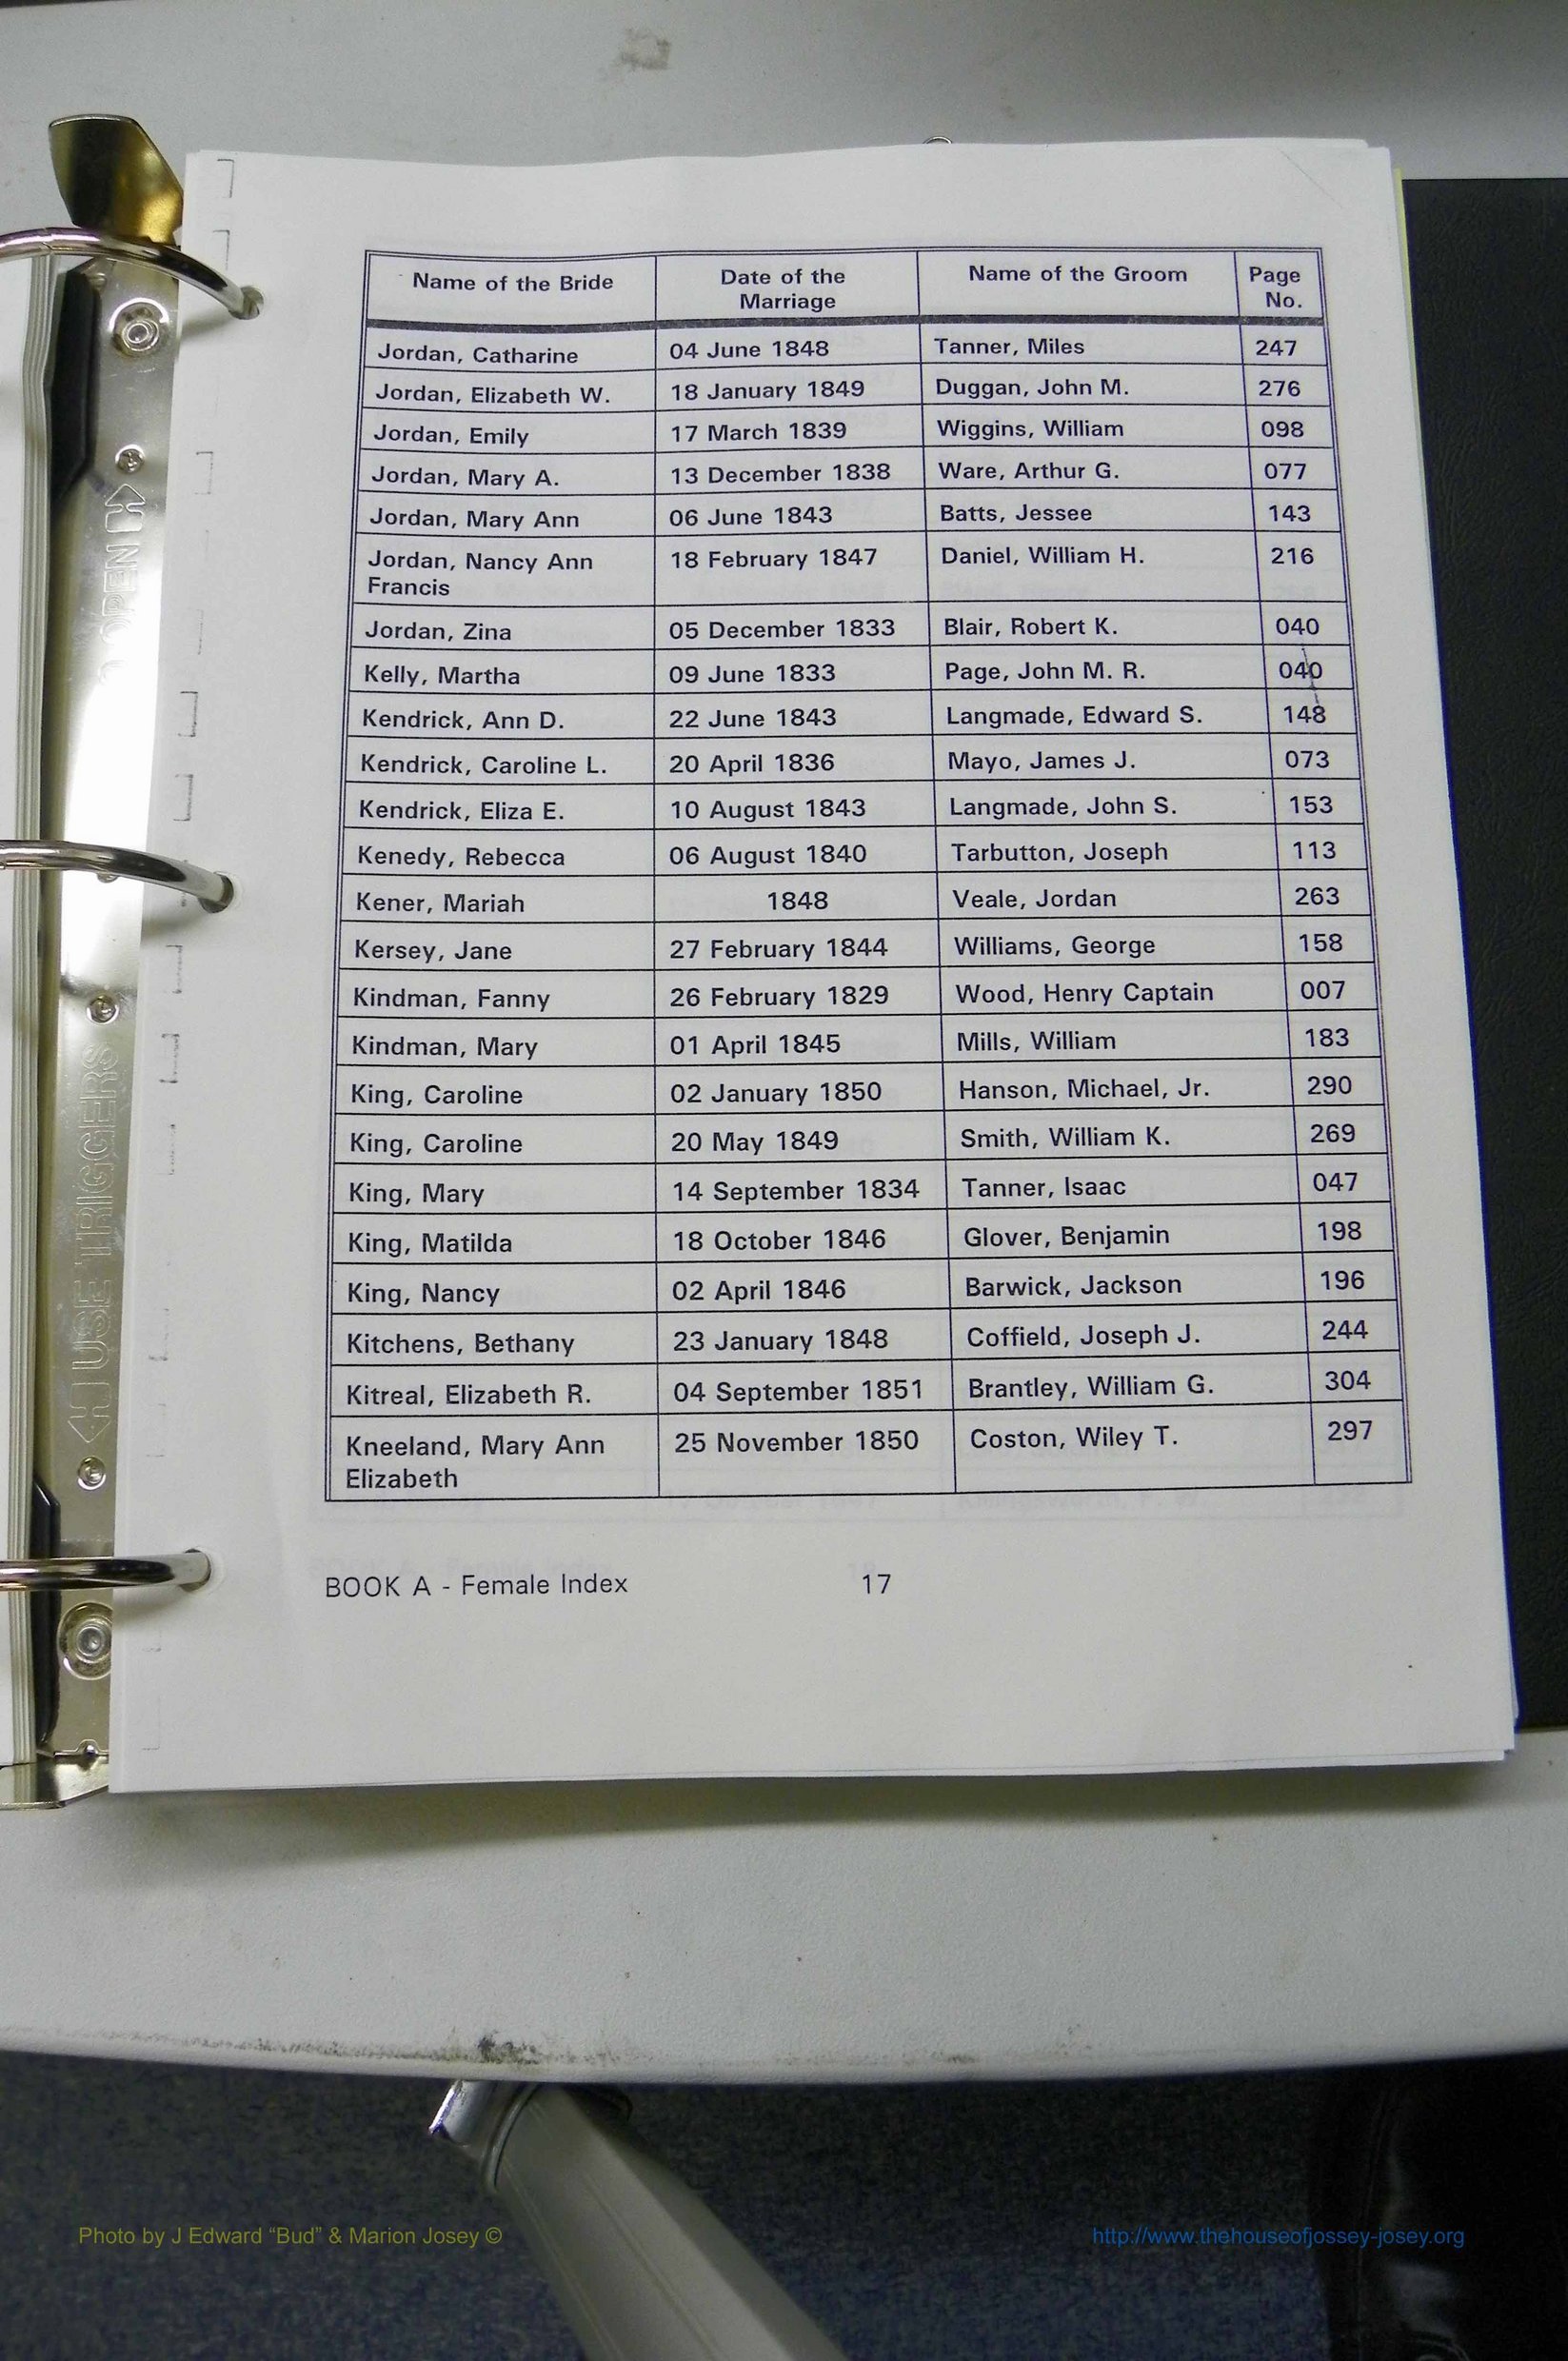 Name of the Bride Date of the Marriage Name of the Groom Page No.
Jordan, Catharine 04 June 1848 Tanner, Miles 247
Jordan, Elizabeth W. 18 January 1849 Duggan, John M. 276
Jordan, Emily 17 March 1839 Wiggins, William 098
Jordan, Mary A. 13 December 1838 Ware, Arthur G. 077
Jordan, Mary Ann 06 June 1843 Batts, Jessee 143
Jordan, Nancy Ann 18 February 1847 Daniel, William H. 216
Francis
Jordan, Zina 05 December 1833 Blair, Robert K. 040
Kelly, Martha 09 June 1833 Page, John M. R. 040
Kendrick, Ann D. 22 June 1843 Langmade, Edward S. 148
Kendrick, Caroline L. 20 April 1836 Mayo, James J. 073
Kendrick, Eliza E. 10 August 1843 Langmade, John S. 153
Kenedy, Rebecca 06 August 1840 Tarbutton, Joseph 113
Kener, Mariah 1848 Veale, Jordan 263
Kersey, Jane 27 February 1844 Williams, George 158
Kindman, Fanny 26 February 1829 Wood, Henry Captain 007
Kindman, Mary 01 April 1845 Mills, William 183
King, Caroline 02 January 1850 Hanson, Michael, Jr. 290
King, Caroline 20 May 1849 Smith, William K. 269
King, Mary 14 September 1834 Tanner, Isaac 047
King, Matilda 18 October 1846 Glover, Benjamin 198
King, Nancy 02 April 1846 Barwick, Jackson 196
Kitchens, Bethany 23 January 1848 Coffield, Joseph J. 244
Kitreal, Elizabeth R. 04 September 1851 Brantley, William G. 304
Kneeland, Mary Ann 25 November 1850 Coston, Wiley T. 297
Elizabeth
BOOK A - Female Index 17
OPEN
USE TRIGGERS
Photo by J Edward “Bud” & Marion Josey ©
http://www.thehouseofjossey-josey.org